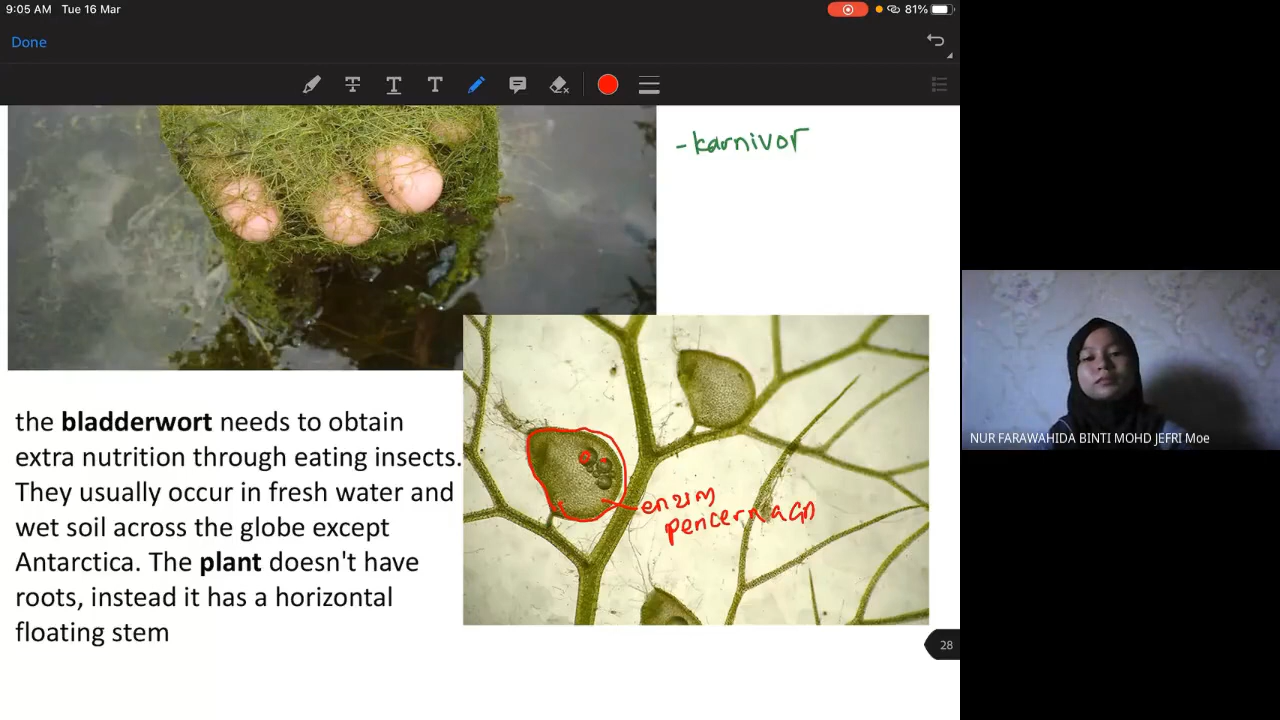 9:05 AM Tue 16 Mar
81%
Done
T
-karnivor
the bladderwort needs to obtain
extra nutrition through eating insects.
They usually occur in fresh water and
wet soil across the globe except
Antarctica. The plant doesn't have
roots, instead it has a horizontal
floating stem
enzim
pencernaan
28
NUR FARAWAHIDA BINTI MOHD JEFRI Moe